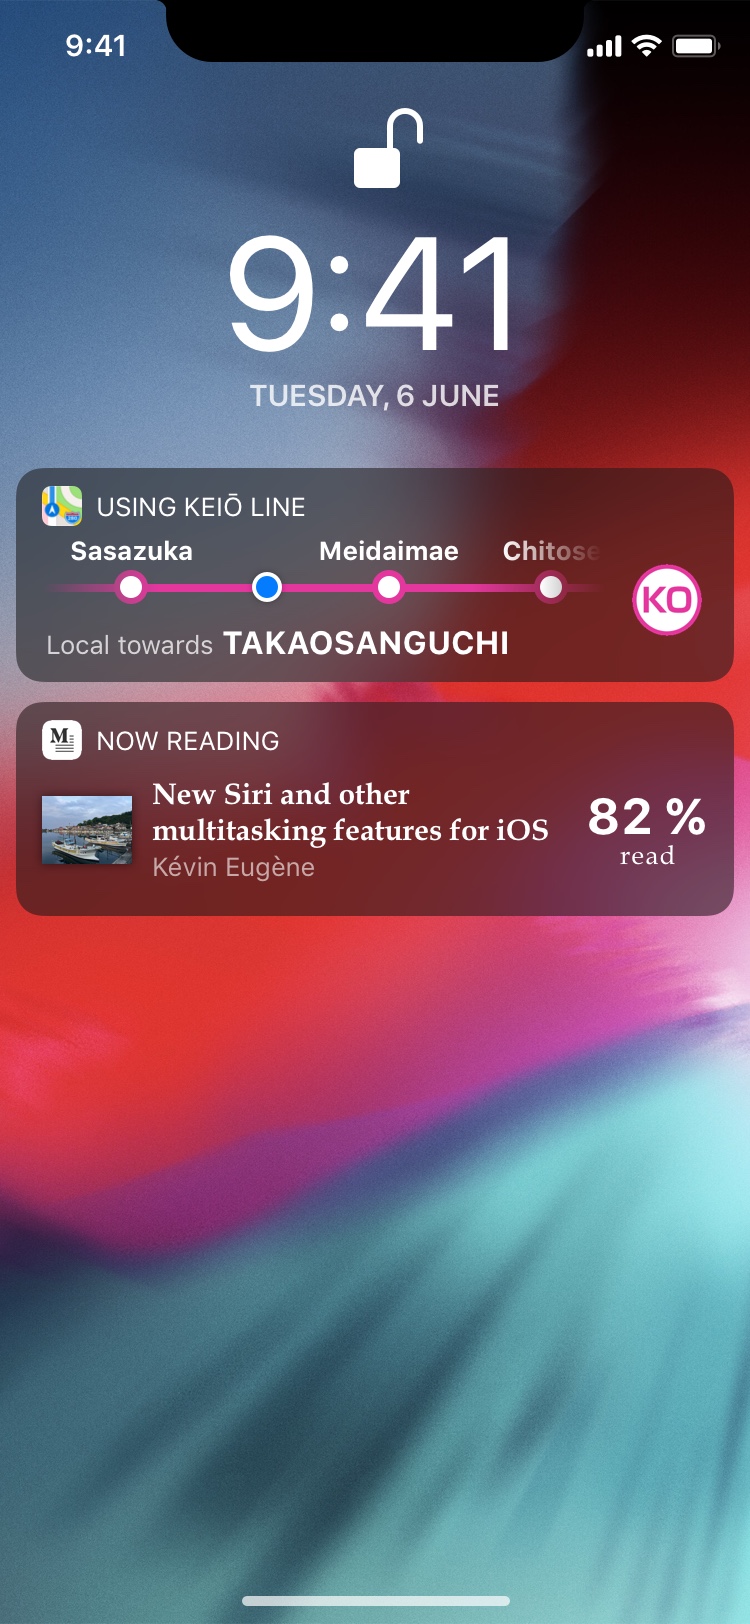 9:41
9:41
TUESDAY, 6 JUNE
USING KEIŌ LINE
Sasazuka Meidaimae Chitose
KO
Local towards TAKAOSANGUCHI
M
NOW READING
New Siri and other
multitasking features for iOS
Kévin Eugène
82 %
read